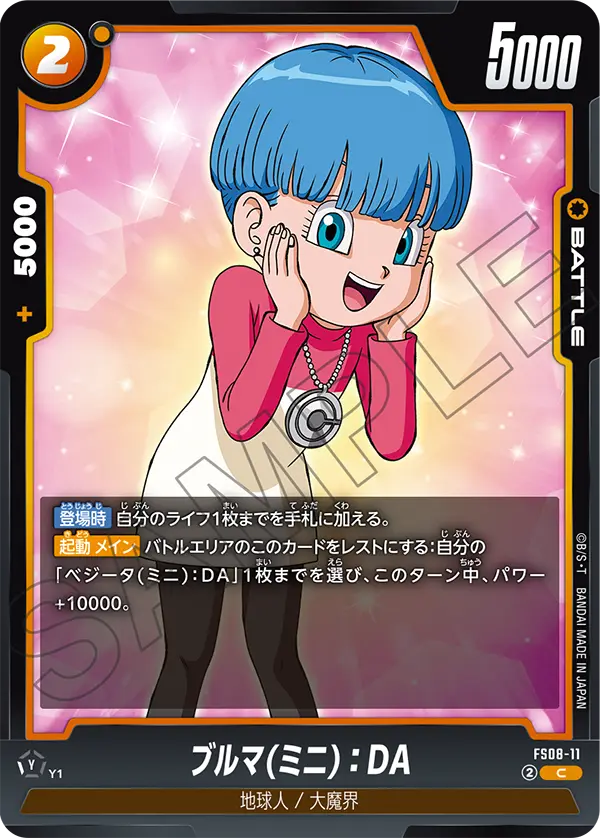 2
5000
+ 5000
BATTLE
登場時 自分のライフ1枚までを手札に加える。
起動メイン バトルエリアのこのカードをレストにする:自分の
「ベジータ(ミニ):DA」1枚までを選び、このターン中、パワー
+10000。
SAMPLE
©B/S・T BANDAI MADE IN JAPAN
Y Y1
ブルマ(ミニ):DA
FS08-11
② C
地球人 / 大魔界